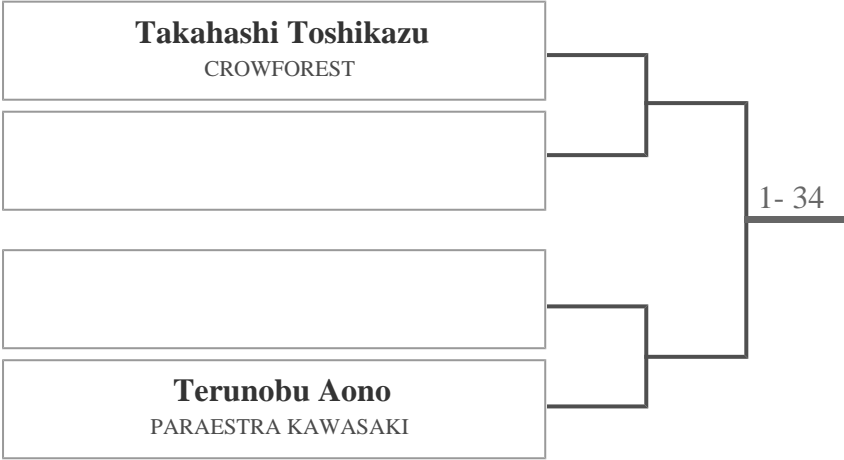 Takahashi Toshikazu
CROWFOREST
1- 34
Terunobu Aono
PARAESTRA KAWASAKI